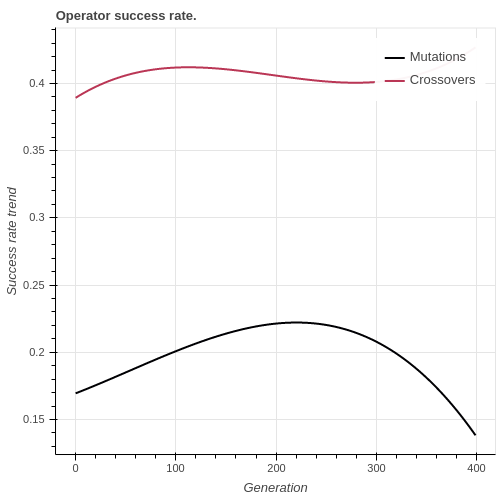 Operator success rate.
Mutations
Crossovers
0.4
0.35
0.3
0.25
0.2
0.15
Success rate trend
0
100
200
300
400
Generation